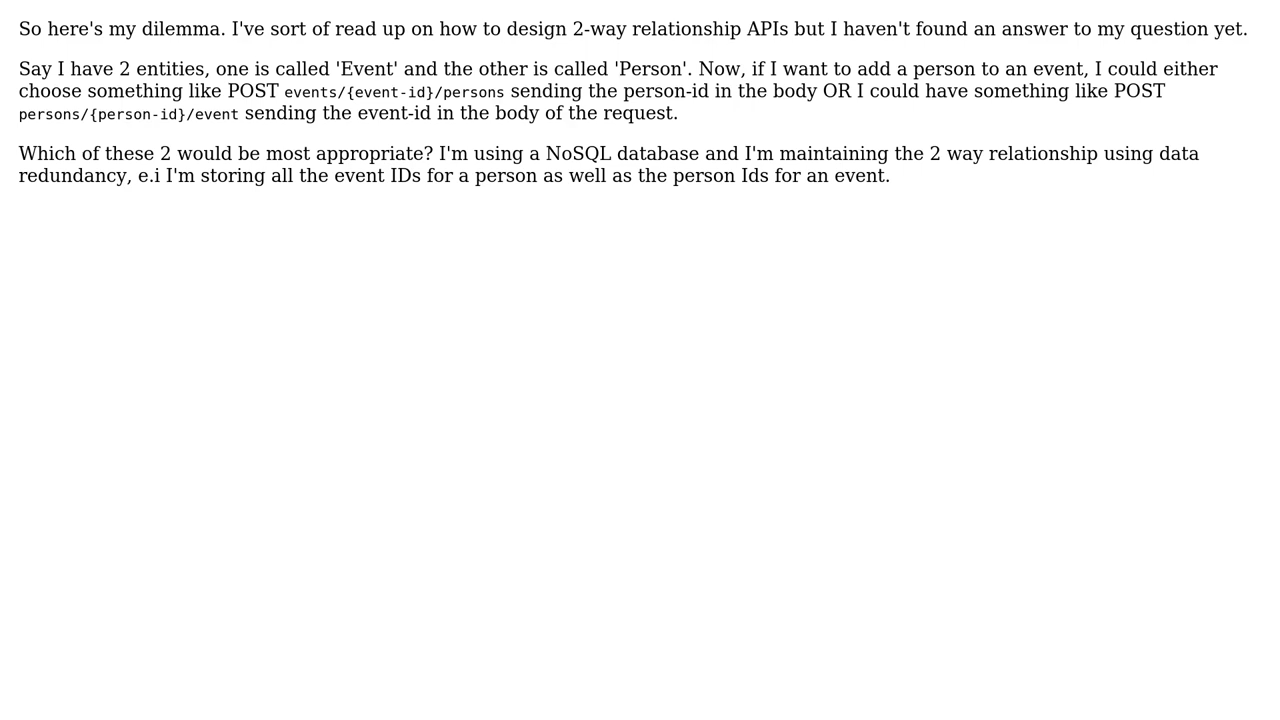 So here's my dilemma. I've sort of read up on how to design 2-way relationship APIs but I haven't found an answer to my question yet.
Say I have 2 entities, one is called 'Event' and the other is called 'Person'. Now, if I want to add a person to an event, I could either
choose something like POST events/{event-id}/persons sending the person-id in the body OR I could have something like POST
persons/{person-id}/event sending the event-id in the body of the request.
Which of these 2 would be most appropriate? I'm using a NoSQL database and I'm maintaining the 2 way relationship using data
redundancy, e.i I'm storing all the event IDs for a person as well as the person Ids for an event.